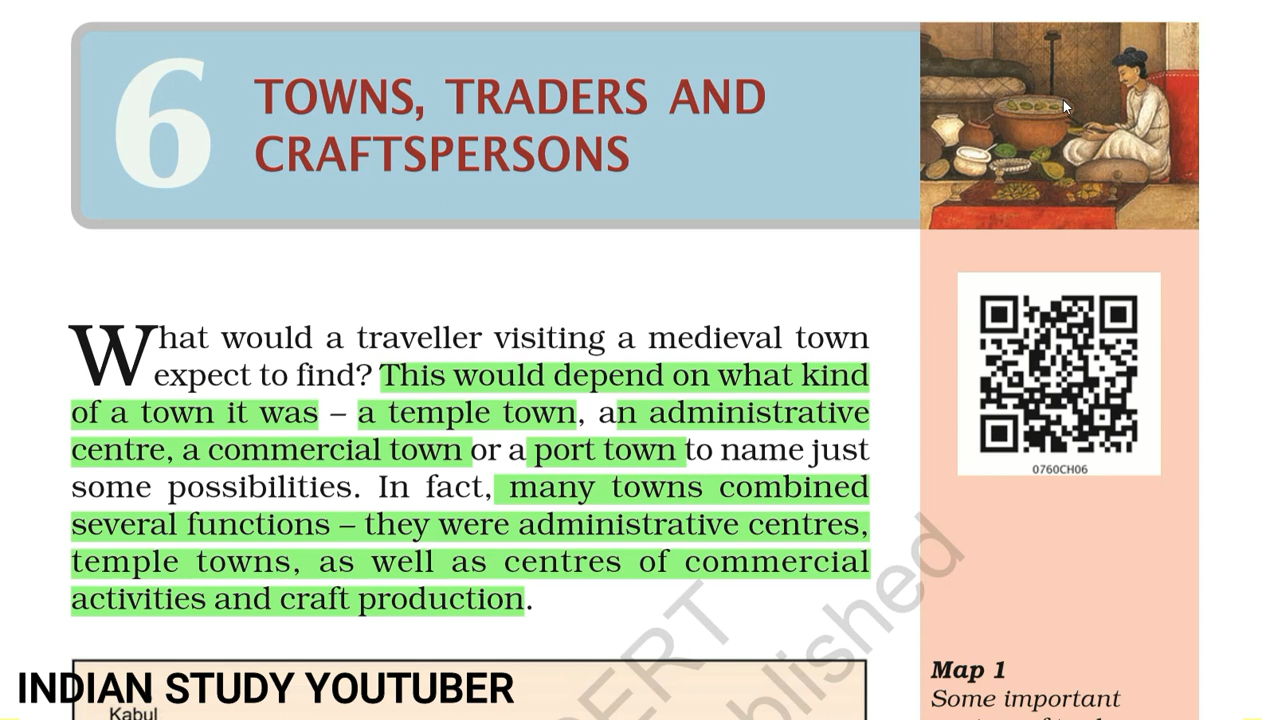 6
TOWNS, TRADERS AND
CRAFTSPERSONS
What would a traveller visiting a medieval town
expect to find? This would depend on what kind
of a town it was – a temple town, an administrative
centre, a commercial town or a port town to name just
some possibilities. In fact, many towns combined
several functions – they were administrative centres,
temple towns, as well as centres of commercial
activities and craft production.
0760CH06
Map 1
Some important
INDIAN STUDY YOUTUBER
Kabul